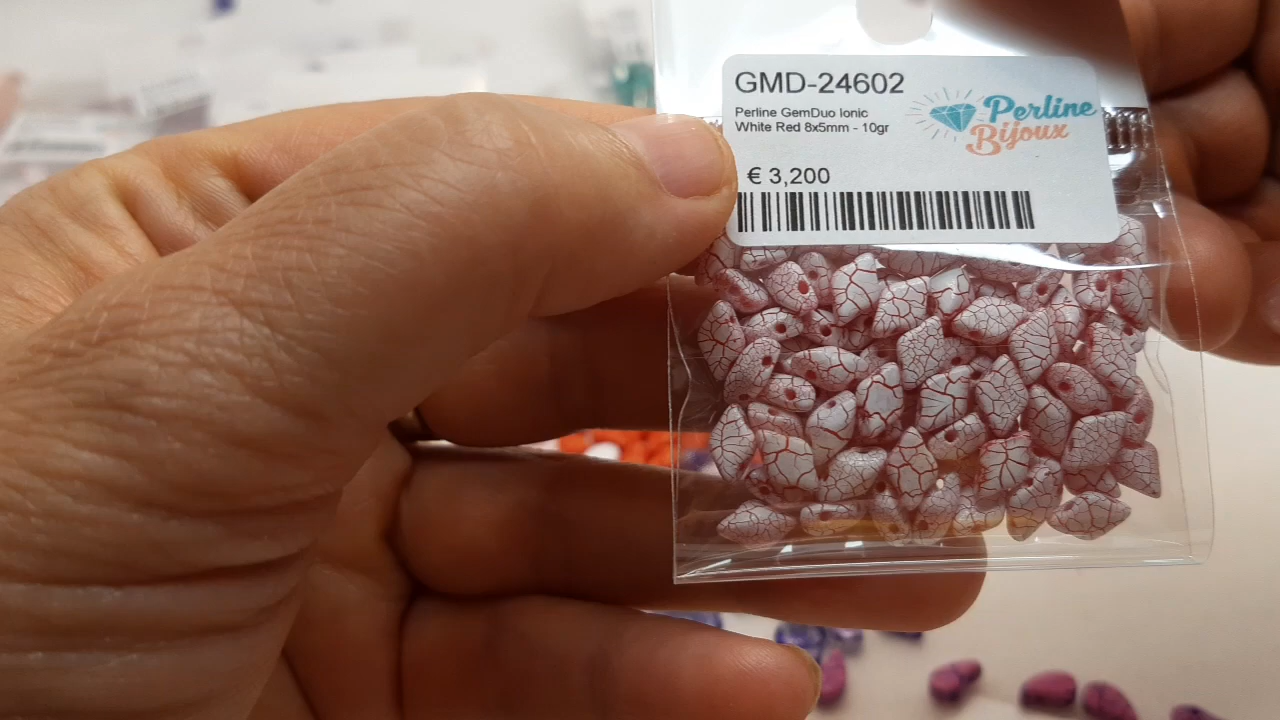 GMD-24602
Perline GemDuo Ionic
White Red 8x5mm - 10gr
Perline
Bijoux
€ 3,200